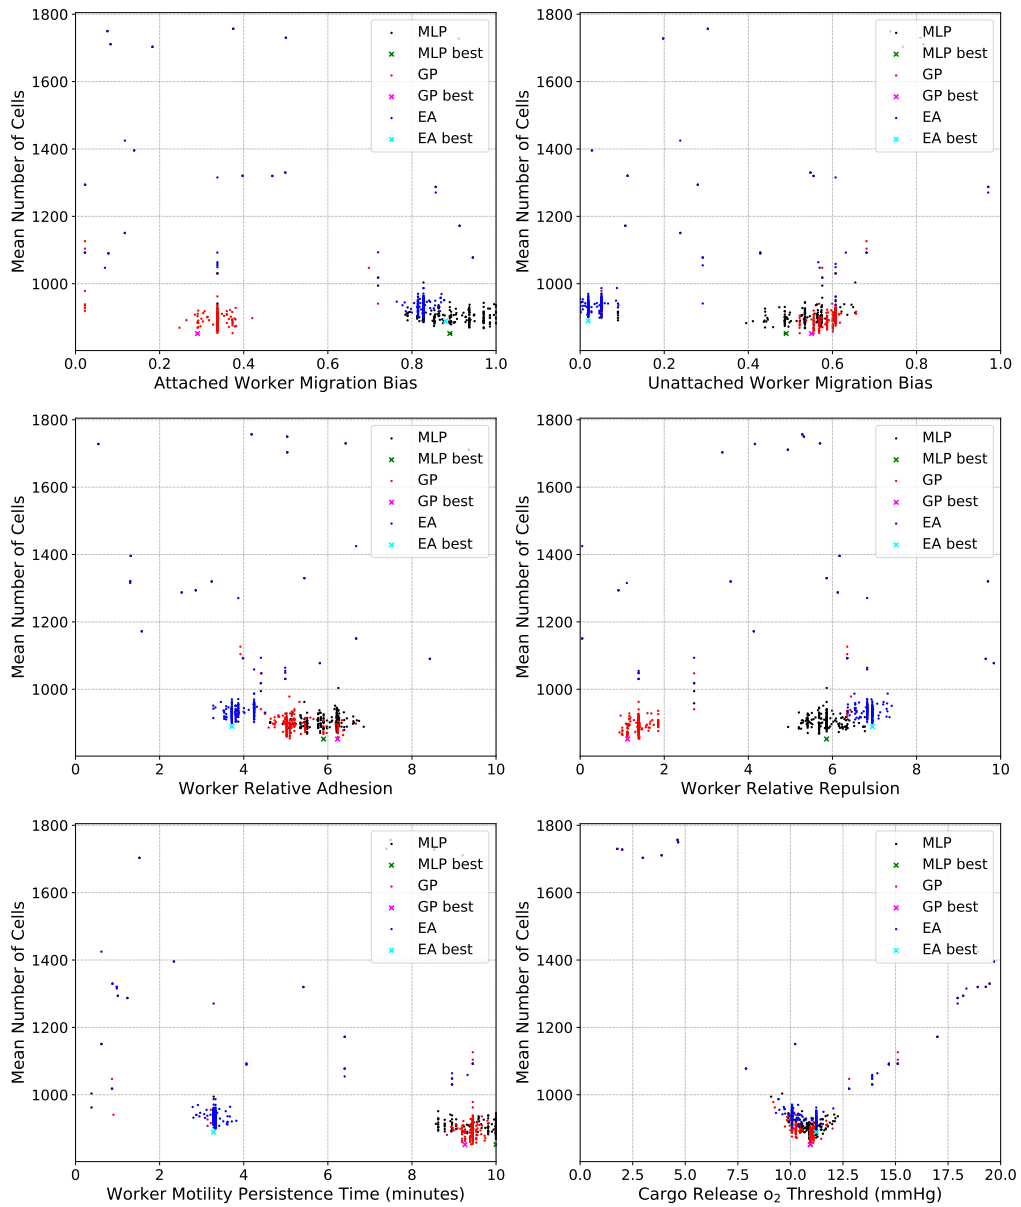 Mean Number of Cells
1800
1600
1400
1200
1000
MLP
MLP best
GP
GP best
EA
EA best
0.0 0.2 0.4 0.6 0.8 1.0
Attached Worker Migration Bias
Mean Number of Cells
1800
1600
1400
1200
1000
MLP
MLP best
GP
GP best
EA
EA best
0.0 0.2 0.4 0.6 0.8 1.0
Unattached Worker Migration Bias
Mean Number of Cells
1800
1600
1400
1200
1000
MLP
MLP best
GP
GP best
EA
EA best
0 2 4 6 8 10
Worker Relative Adhesion
Mean Number of Cells
1800
1600
1400
1200
1000
MLP
MLP best
GP
GP best
EA
EA best
0 2 4 6 8 10
Worker Relative Repulsion
Mean Number of Cells
1800
1600
1400
1200
1000
MLP
MLP best
GP
GP best
EA
EA best
0 2 4 6 8 10
Worker Motility Persistence Time (minutes)
Mean Number of Cells
1800
1600
1400
1200
1000
MLP
MLP best
GP
GP best
EA
EA best
0.0 2.5 5.0 7.5 10.0 12.5 15.0 17.5 20.0
Cargo Release o₂ Threshold (mmHg)